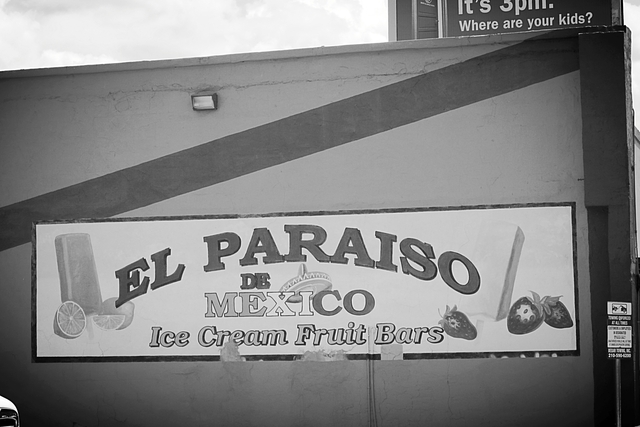 It's 3pm.
Where are your kids?
EL PARAISO
DE
MEXICO
Ice Cream Fruit Bars